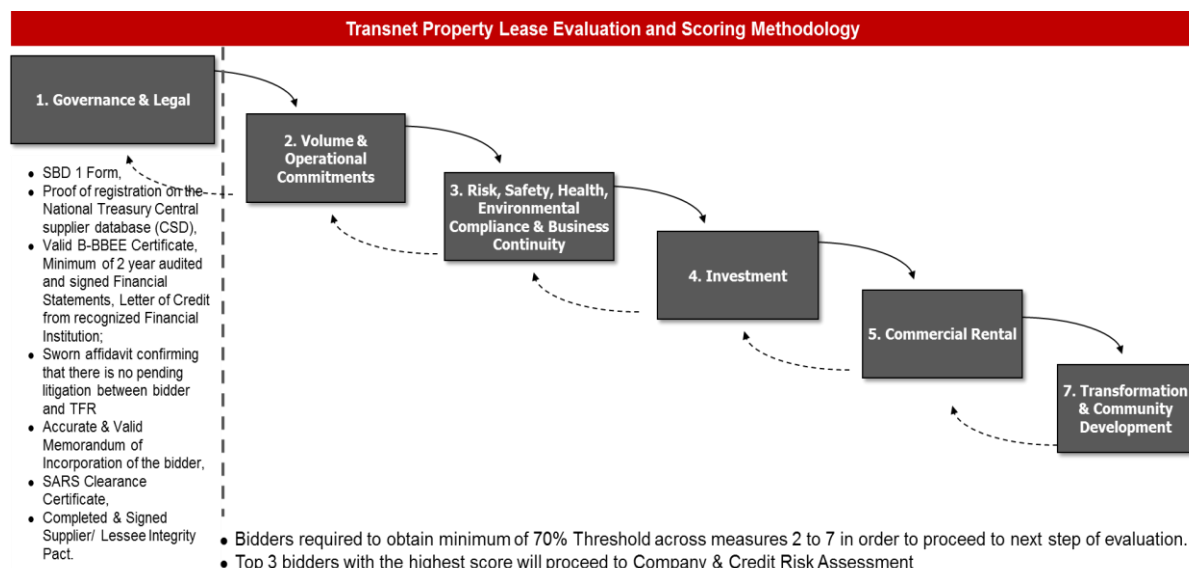 Transnet Property Lease Evaluation and Scoring Methodology
1. Governance & Legal
2. Volume &
Operational
Commitments
3. Risk, Safety, Health,
Environmental
Compliance & Business
Continuity
4. Investment
5. Commercial Rental
7. Transformation
& Community
Development
• SBD 1 Form,
• Proof of registration on the
National Treasury Central
supplier database (CSD),
• Valid B-BBEE Certificate,
Minimum of 2 year audited
and signed Financial
Statements, Letter of Credit
from recognized Financial
Institution;
• Sworn affidavit confirming
that there is no pending
litigation between bidder
and TFR
• Accurate & Valid
Memorandum of
Incorporation of the bidder,
• SARS Clearance
Certificate,
• Completed & Signed
Supplier/ Lessee Integrity
Pact.
• Bidders required to obtain minimum of 70% Threshold across measures 2 to 7 in order to proceed to next step of evaluation.
• Top 3 bidders with the highest score will proceed to Company & Credit Risk Assessment